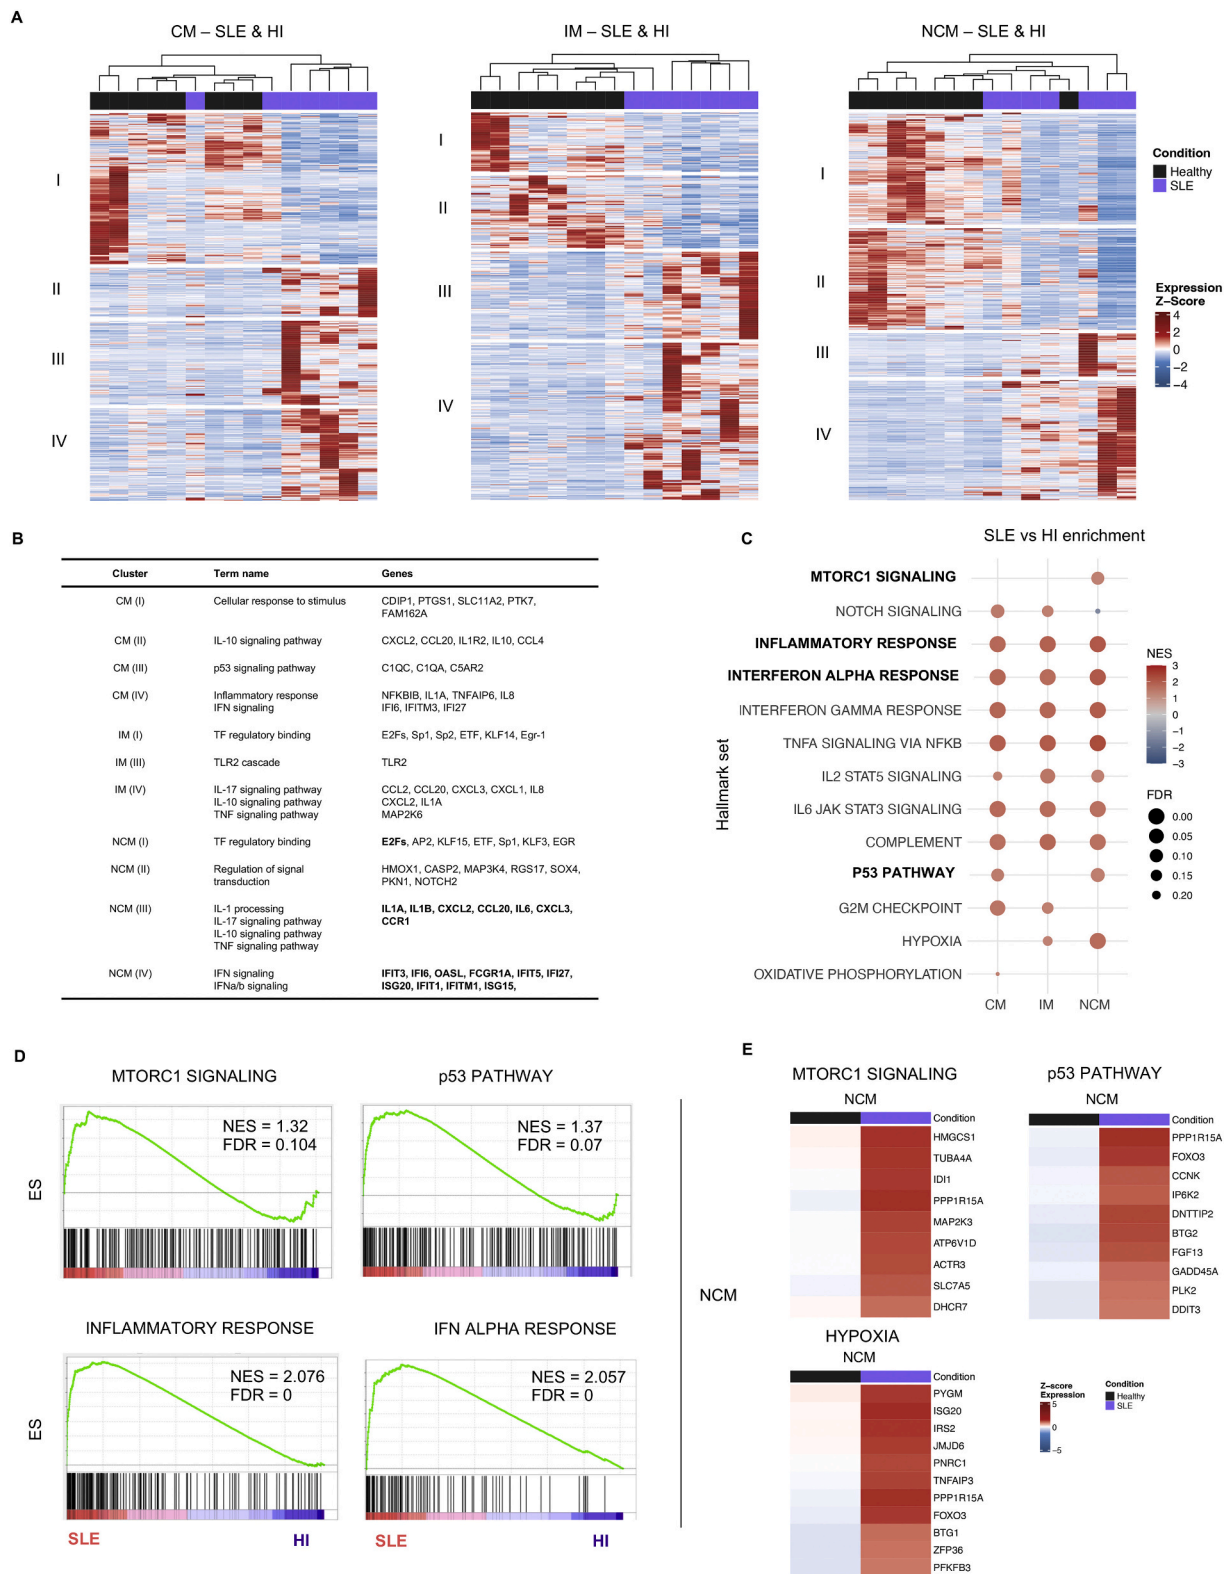 A
CM – SLE & HI
IM – SLE & HI
NCM – SLE & HI
I
II
III
IV
I
II
III
IV
I
II
III
IV
Condition
Healthy
SLE
Expression
Z–Score
4
2
0
−2
−4
B
Cluster Term name Genes
CM (I) Cellular response to stimulus CDIP1, PTGS1, SLC11A2, PTK7,
FAM162A
CM (II) IL-10 signaling pathway CXCL2, CCL20, IL1R2, IL10, CCL4
CM (III) p53 signaling pathway C1QC, C1QA, C5AR2
CM (IV) Inflammatory response NFKBIB, IL1A, TNFAIP6, IL8
IFN signaling IFI6, IFITM3, IFI27
IM (I) TF regulatory binding E2Fs, Sp1, Sp2, ETF, KLF14, Egr-1
IM (III) TLR2 cascade TLR2
IM (IV) IL-17 signaling pathway CCL2, CCL20, CXCL3, CXCL1, IL8
IL-10 signaling pathway CXCL2, IL1A
TNF signaling pathway MAP2K6
NCM (I) TF regulatory binding E2Fs, AP2, KLF15, ETF, Sp1, KLF3, EGR
NCM (II) Regulation of signal HMOX1, CASP2, MAP3K4, RGS17, SOX4,
transduction PKN1, NOTCH2
NCM (III) IL-1 processing IL1A, IL1B, CXCL2, CCL20, IL6, CXCL3,
IL-17 signaling pathway CCR1
IL-10 signaling pathway
TNF signaling pathway
NCM (IV) IFN signaling IFIT3, IFI6, OASL, FCGR1A, IFIT5, IFI27,
IFNa/b signaling ISG20, IFIT1, IFITM1, ISG15,
C
SLE vs HI enrichment
Hallmark set
MTORC1 SIGNALING
NOTCH SIGNALING
INFLAMMATORY RESPONSE
INTERFERON ALPHA RESPONSE
INTERFERON GAMMA RESPONSE
TNFA SIGNALING VIA NFKB
IL2 STAT5 SIGNALING
IL6 JAK STAT3 SIGNALING
COMPLEMENT
P53 PATHWAY
G2M CHECKPOINT
HYPOXIA
OXIDATIVE PHOSPHORYLATION
CM IM NCM
NES
3
2
1
0
−1
−2
−3
FDR
0.00
0.05
0.10
0.15
0.20
D
MTORC1 SIGNALING
NES = 1.32
FDR = 0.104
p53 PATHWAY
NES = 1.37
FDR = 0.07
ES
INFLAMMATORY RESPONSE
NES = 2.076
FDR = 0
IFN ALPHA RESPONSE
NES = 2.057
FDR = 0
ES
SLE HI
SLE HI
NCM
E
MTORC1 SIGNALING
NCM
Condition
HMGCS1
TUBA4A
IDI1
PPP1R15A
MAP2K3
ATP6V1D
ACTR3
SLC7A5
DHCR7
p53 PATHWAY
NCM
Condition
PPP1R15A
FOXO3
CCNK
IP6K2
DNTTIP2
BTG2
FGF13
GADD45A
PLK2
DDIT3
HYPOXIA
NCM
Condition
PYGM
ISG20
IRS2
JMJD6
PNRC1
TNFAIP3
PPP1R15A
FOXO3
BTG1
ZFP36
PFKFB3
Z–score
Expression
5
0
−5
Condition
Healthy
SLE